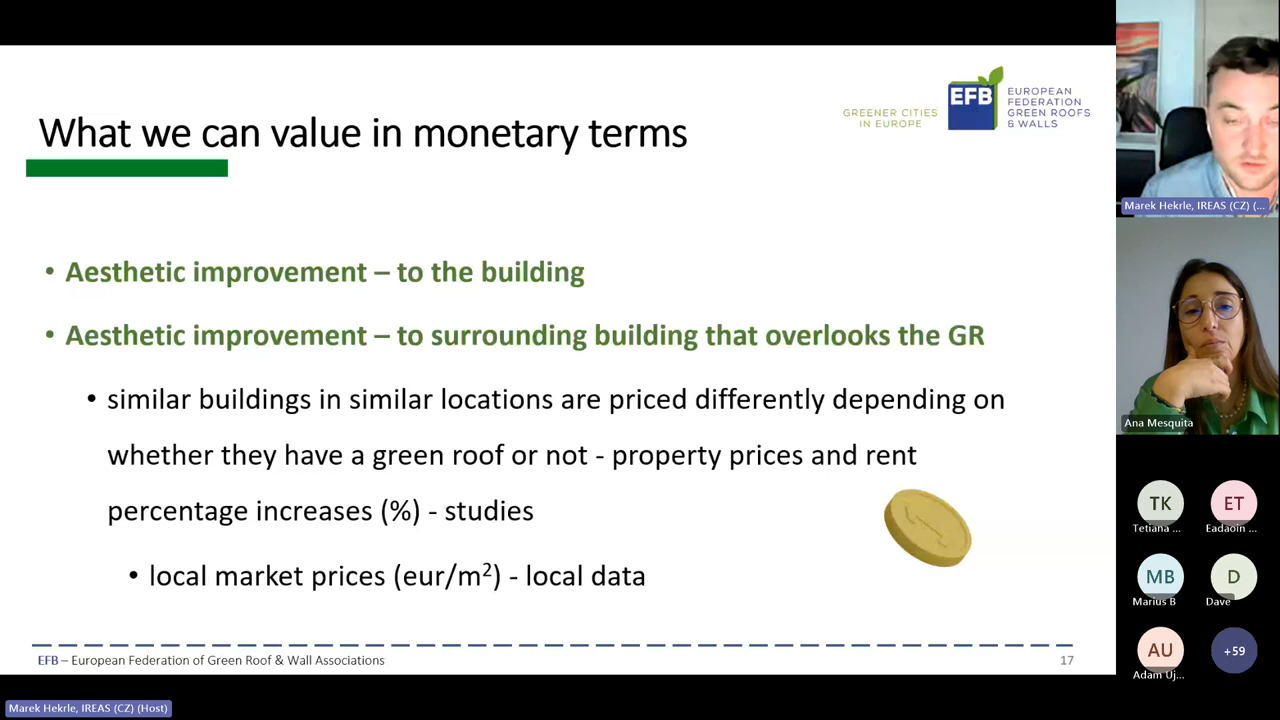 What we can value in monetary terms
GREENER CITIES
IN EUROPE
EFB
EUROPEAN
FEDERATION
GREEN ROOFS
& WALLS
• Aesthetic improvement – to the building
• Aesthetic improvement – to surrounding building that overlooks the GR
• similar buildings in similar locations are priced differently depending on
whether they have a green roof or not - property prices and rent
percentage increases (%) - studies
• local market prices (eur/m²) - local data
EFB – European Federation of Green Roof & Wall Associations
17
Marek Hekrle, IREAS (CZ) (Host)
Marek Hekrle, IREAS (CZ) (...
Ana Mesquita
TK
Tetiana ...
ET
Eadaoin ...
MB
Marius B
D
Dave
AU
Adam Uj...
+59